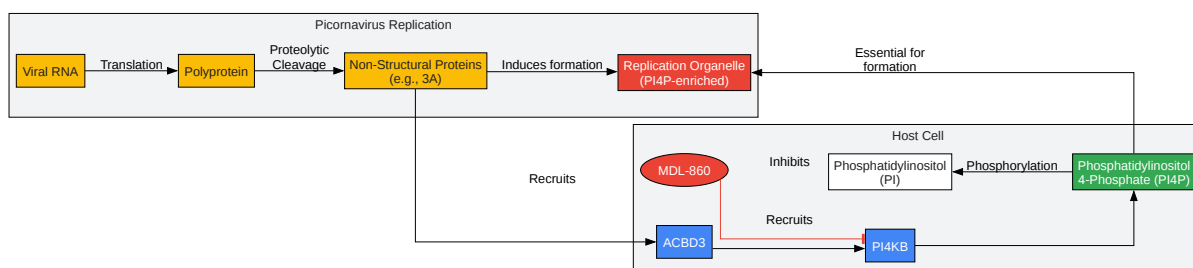 Picornavirus Replication
Viral RNA
Translation
Polyprotein
Proteolytic
Cleavage
Non-Structural Proteins
(e.g., 3A)
Induces formation
Replication Organelle
(PI4P-enriched)
Essential for
formation
Host Cell
Recruits
MDL-860
Inhibits
Phosphatidylinositol
(PI)
Phosphorylation
Phosphatidylinositol
4-Phosphate (PI4P)
ACBD3
Recruits
PI4KB